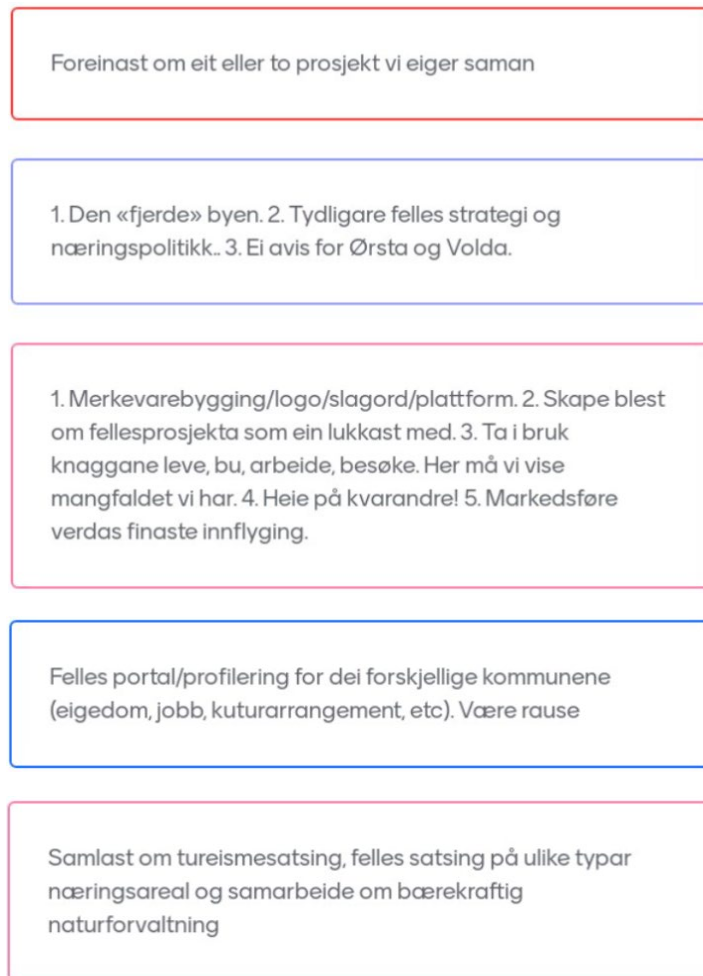 Foreinast om eit eller to prosjekt vi eiger saman
1. Den «fjerde» byen. 2. Tydligare felles strategi og
næringspolitikk.. 3. Ei avis for Ørsta og Volda.
1. Merkevarebygging/logo/slagord/plattform. 2. Skape blest
om fellesprosjekta som ein lukkast med. 3. Ta i bruk
knaggane leve, bu, arbeide, besøke. Her må vi vise
mangfaldet vi har. 4. Heie på kvarandre! 5. Markedsføre
verdas finaste innflyging.
Felles portal/profilering for dei forskjellige kommunene
(eigedom, jobb, kuturarrangement, etc). Være rause
Samlast om tureismesatsing, felles satsing på ulike typar
næringsareal og samarbeide om bærekraftig
naturforvaltning